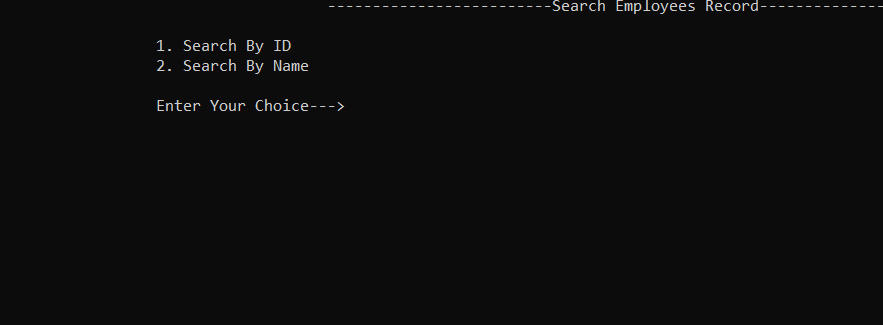 -------------------------Search Employees Record--------------
1. Search By ID
2. Search By Name
Enter Your Choice--->